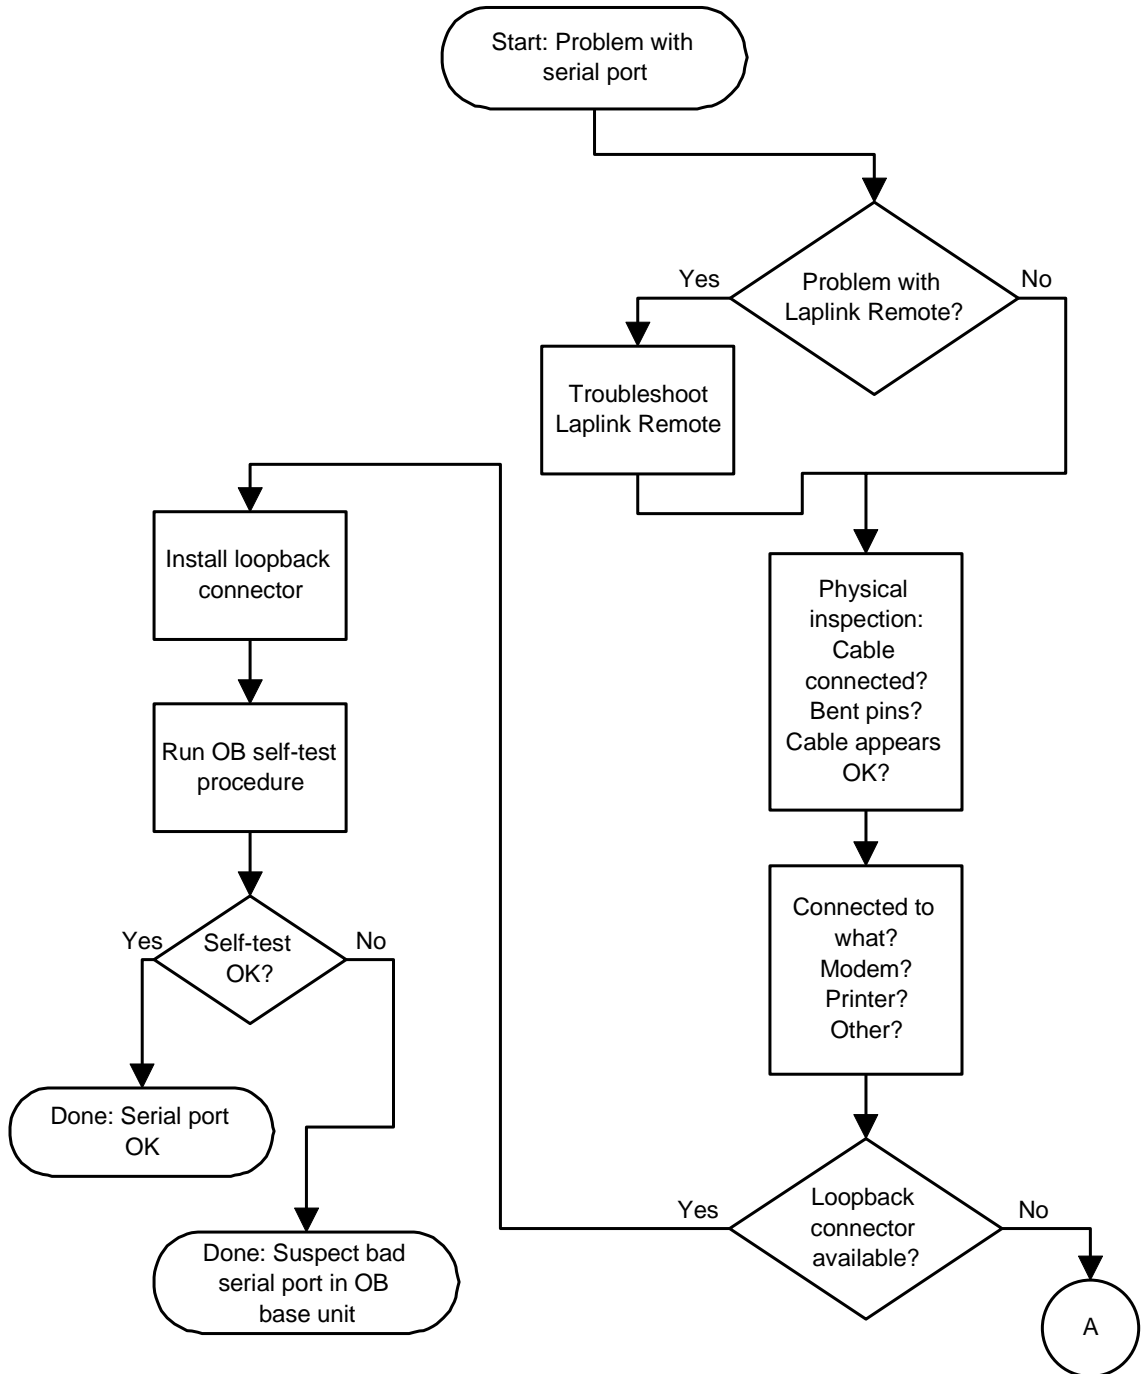 Start: Problem with
serial port
Problem with
Laplink Remote?
Yes
No
Troubleshoot
Laplink Remote
Physical
inspection:
Cable
connected?
Bent pins?
Cable appears
OK?
Connected to
what?
Modem?
Printer?
Other?
Loopback
connector
available?
Yes
No
A
Install loopback
connector
Run OB self-test
procedure
Self-test
OK?
Yes
No
Done: Serial port
OK
Done: Suspect bad
serial port in OB
base unit